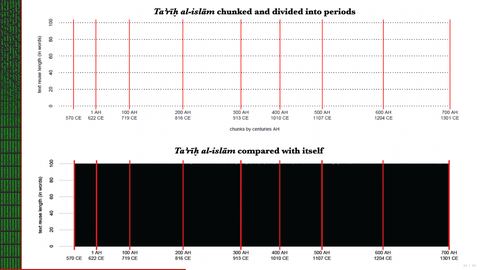 Taʾrīḫ al-islām chunked and divided into periods
text reuse length (in words)
100
80
60
40
20
0
1 AH 100 AH 200 AH 300 AH 400 AH 500 AH 600 AH 700 AH
570 CE 622 CE 719 CE 816 CE 913 CE 1010 CE 1107 CE 1204 CE 1301 CE
chunks by centuries AH
Taʾrīḫ al-islām compared with itself
text reuse length (in words)
100
80
60
40
20
0
1 AH 100 AH 200 AH 300 AH 400 AH 500 AH 600 AH 700 AH
570 CE 622 CE 719 CE 816 CE 913 CE 1010 CE 1107 CE 1204 CE 1301 CE